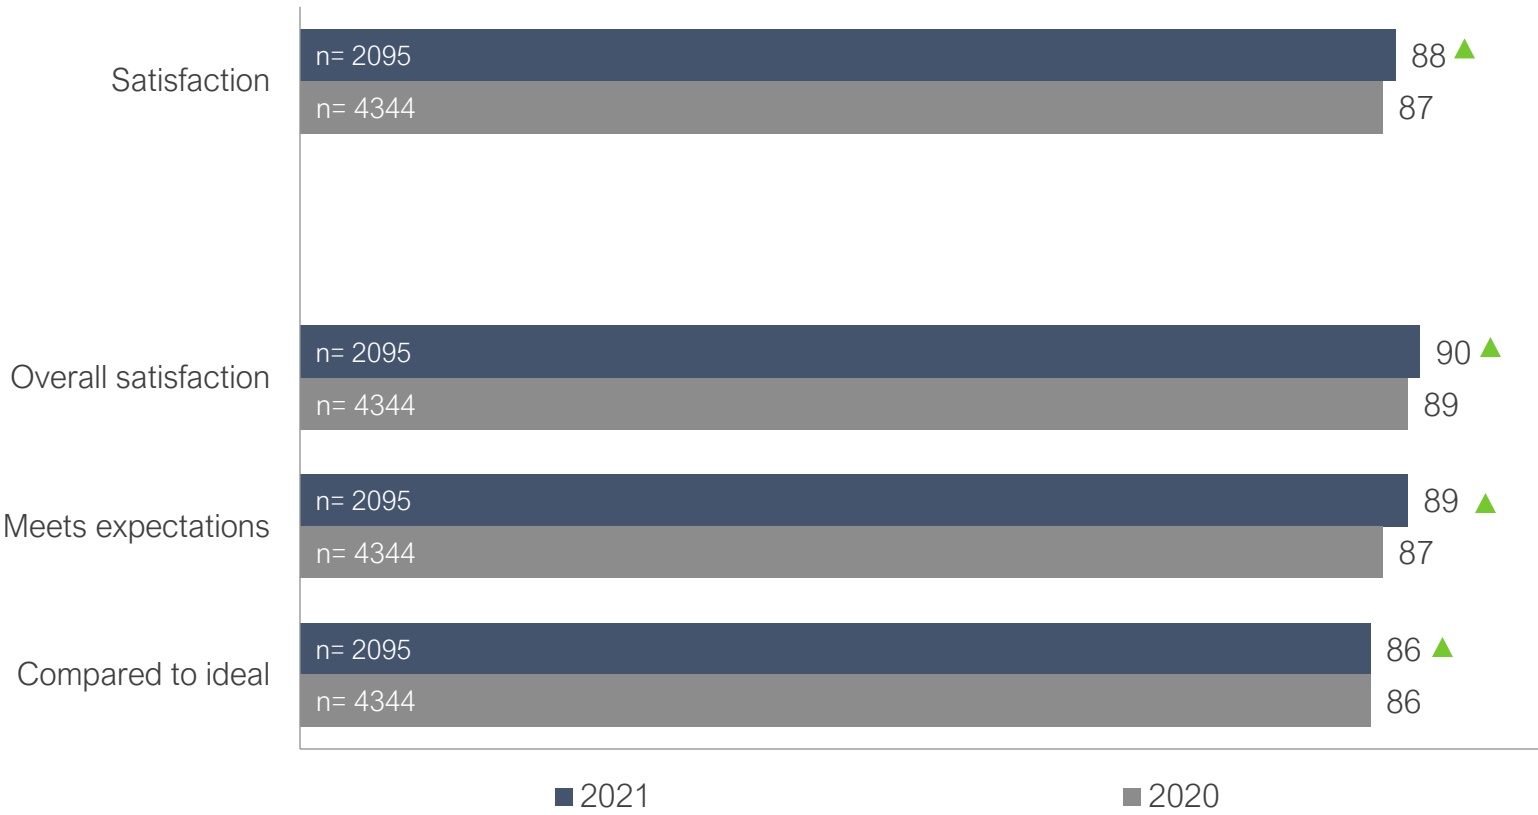 Satisfaction
n= 2095
88
n= 4344
87
Overall satisfaction
n= 2095
90
n= 4344
89
Meets expectations
n= 2095
89
n= 4344
87
Compared to ideal
n= 2095
86
n= 4344
86
2021
2020